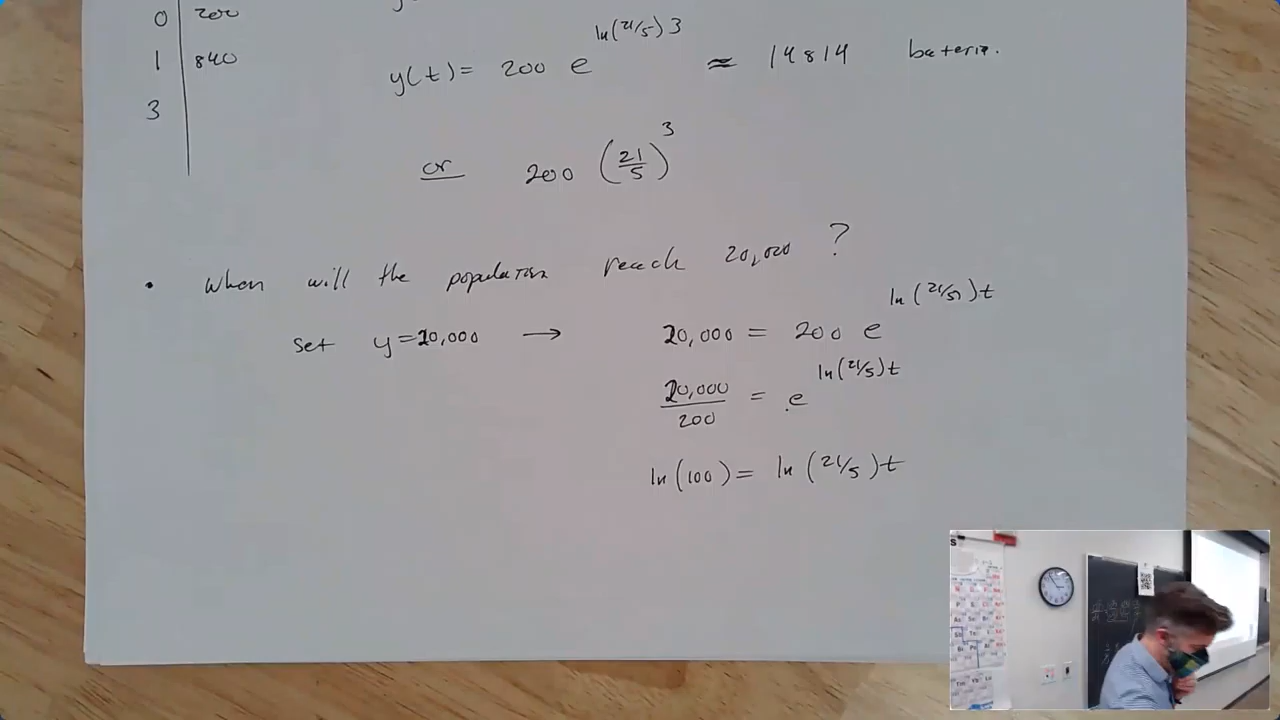 0 200
1 840
3
y(t) = 200 e^{ln(21/5)3} ≈ 14814 bateria.
or 200 (21/5)^3
• When will the population reach 20,000 ?
set y=20,000 → 20,000 = 200 e^{ln(21/5)t}
20,000/200 = e^{ln(21/5)t}
ln(100) = ln(21/5)t